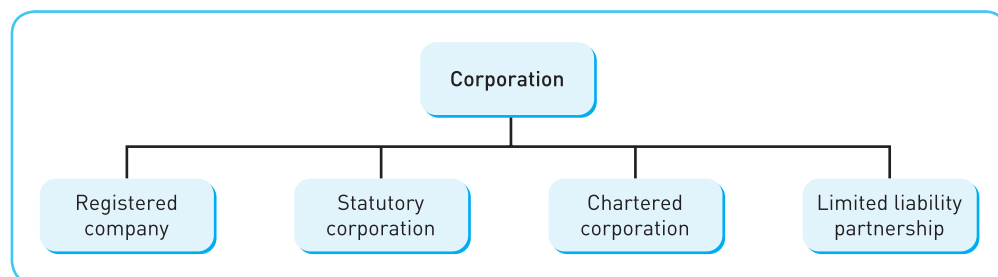 Corporation
Registered
company
Statutory
corporation
Chartered
corporation
Limited liability
partnership